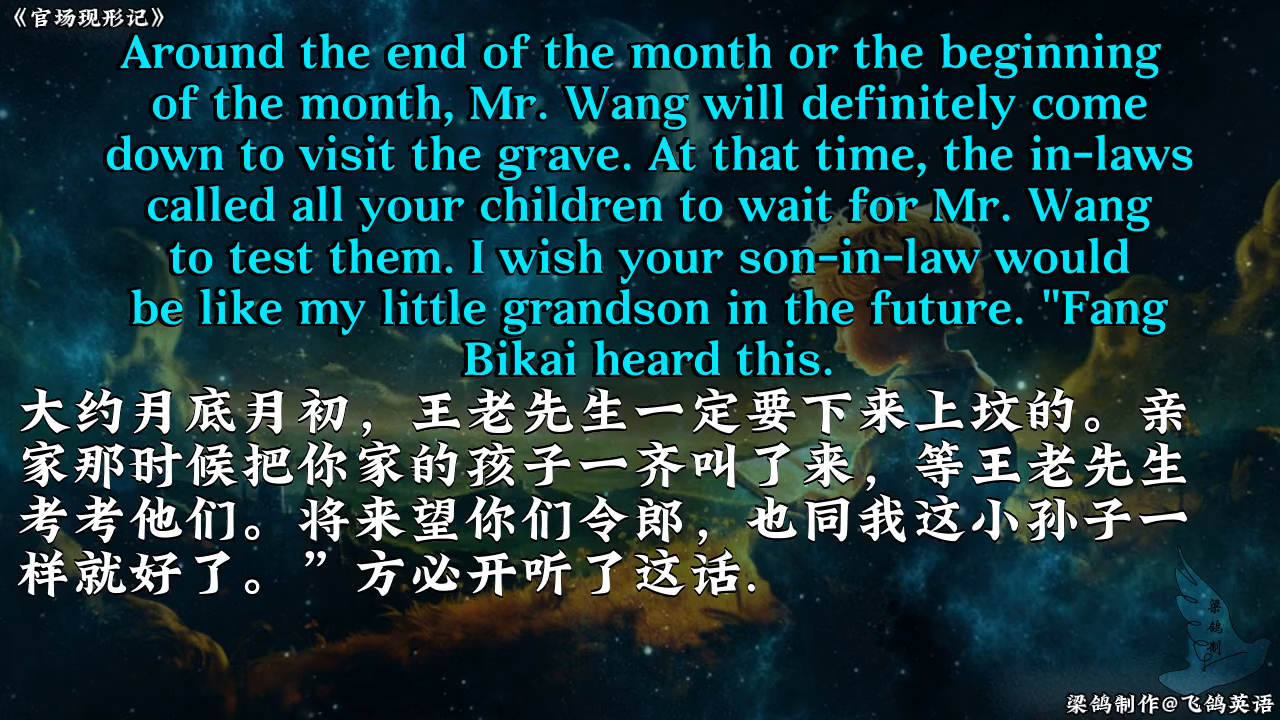 《官场现形记》
Around the end of the month or the beginning
of the month, Mr. Wang will definitely come
down to visit the grave. At that time, the in-laws
called all your children to wait for Mr. Wang
to test them. I wish your son-in-law would
be like my little grandson in the future. "Fang
Bikai heard this.
大约月底月初，王老先生一定要下来上坟的。亲
家那时候把你家的孩子一齐叫了来，等王老先生
考考他们。将来望你们令郎，也同我这小孙子一
样就好了。”方必开听了这话.
梁鸽制
梁鸽制作@飞鸽英语